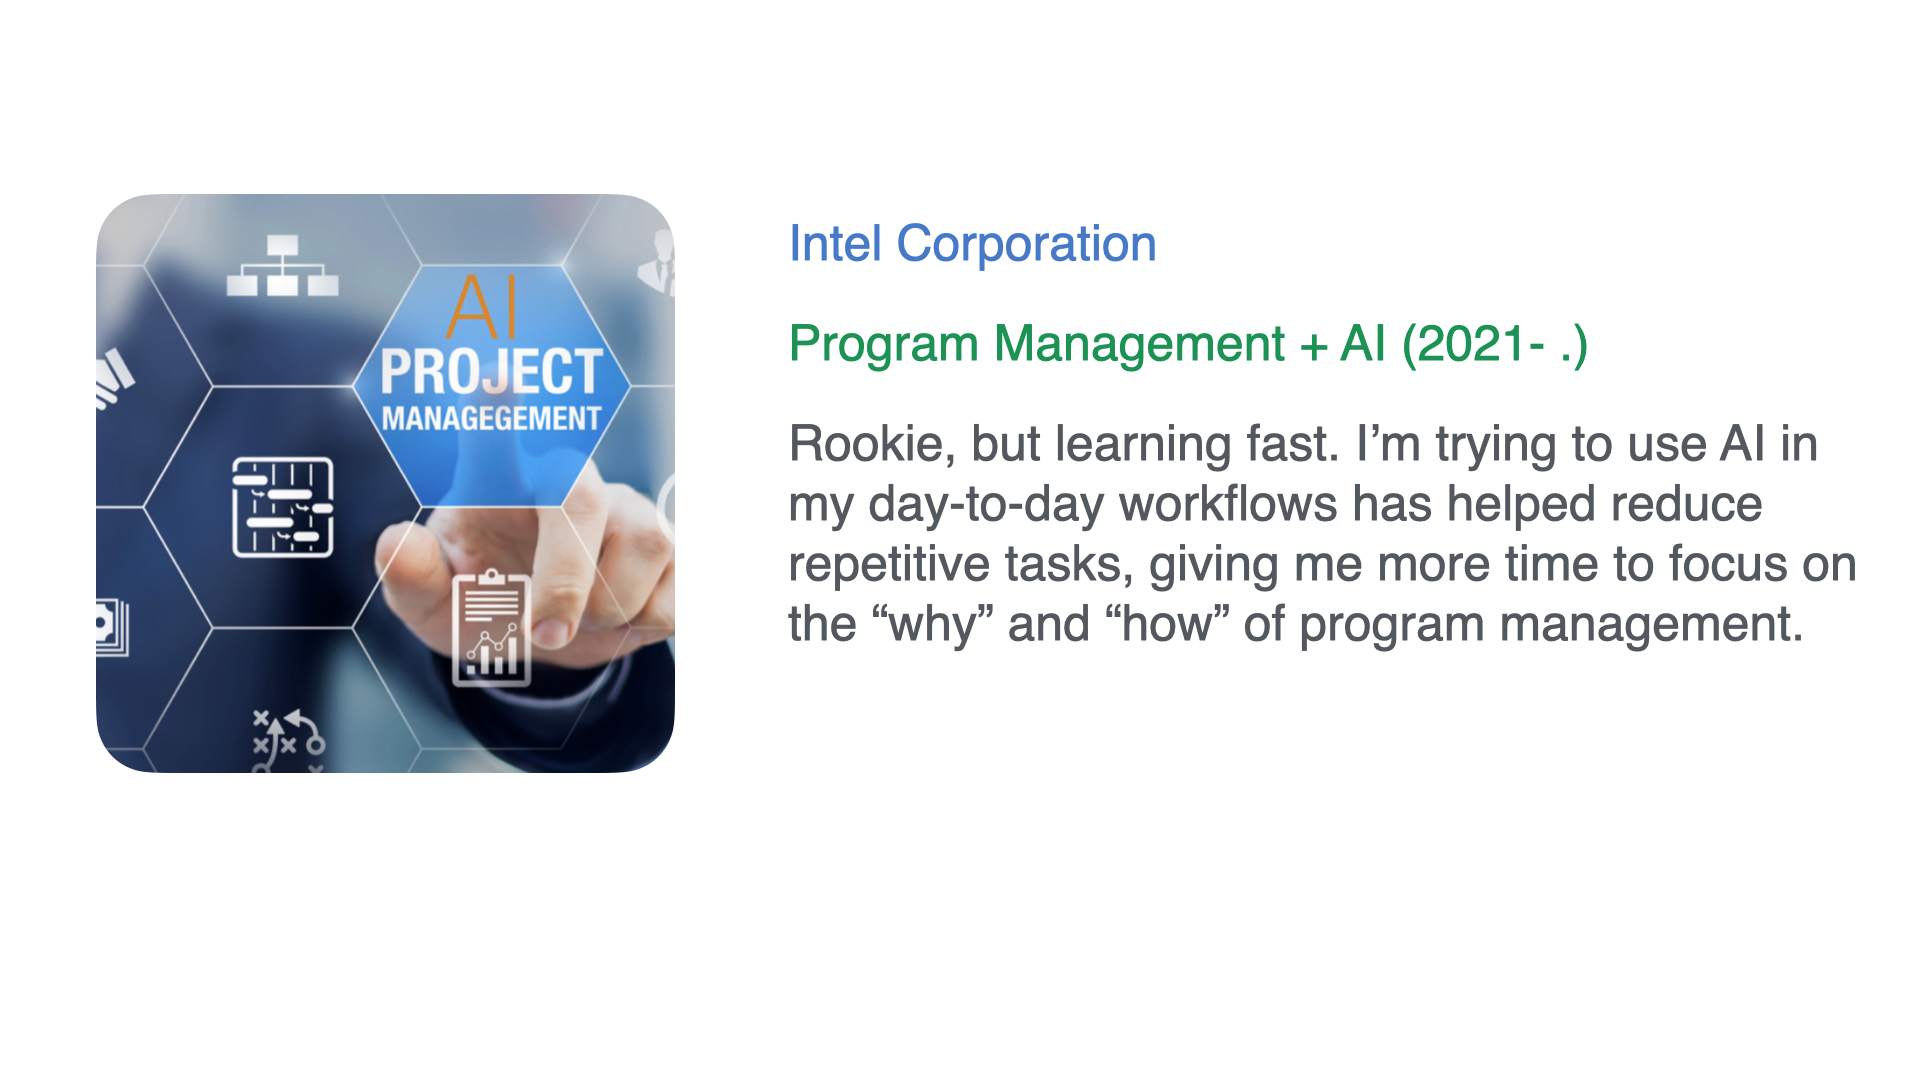 AI
PROJECT
MANAGEGEMENT
Intel Corporation
Program Management + AI (2021- .)
Rookie, but learning fast. I’m trying to use AI in
my day-to-day workflows has helped reduce
repetitive tasks, giving me more time to focus on
the “why” and “how” of program management.